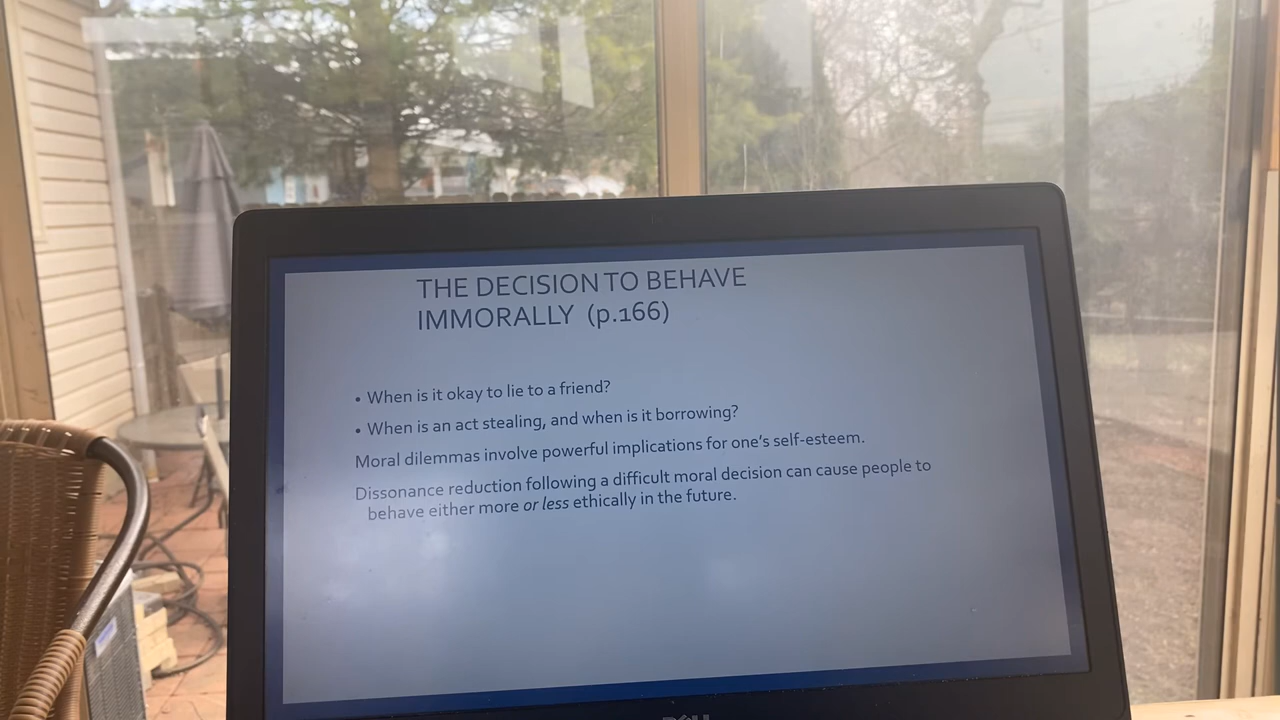 THE DECISION TO BEHAVE
IMMORALLY (p.166)
• When is it okay to lie to a friend?
• When is an act stealing, and when is it borrowing?
Moral dilemmas involve powerful implications for one's self-esteem.
Dissonance reduction following a difficult moral decision can cause people to
behave either more or less ethically in the future.
DELL